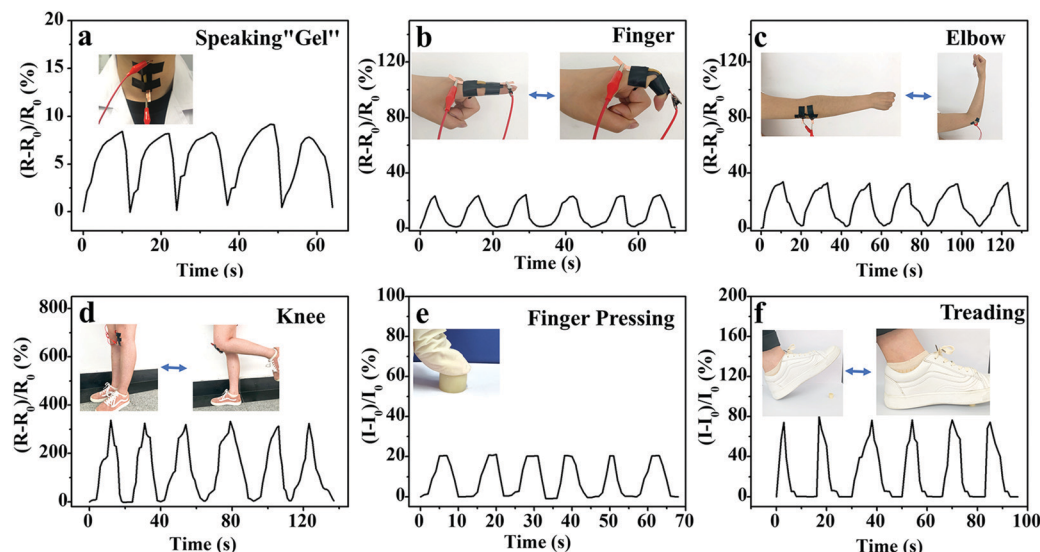 a
Speaking"Gel"
(R-R0)/R0 (%)
20
15
10
5
0
0 20 40 60
Time (s)
b
Finger
(R-R0)/R0 (%)
120
80
40
0
0 20 40 60
Time (s)
c
Elbow
(R-R0)/R0 (%)
120
80
40
0
0 20 40 60 80 100 120
Time (s)
d
Knee
(R-R0)/R0 (%)
800
600
300
0
0 40 80 120
Time (s)
e
Finger Pressing
(I-I0)/I0 (%)
100
80
60
40
20
0
0 10 20 30 40 50 60 70
Time (s)
f
Treading
(I-I0)/I0 (%)
200
160
120
80
40
0
0 20 40 60 80 100
Time (s)